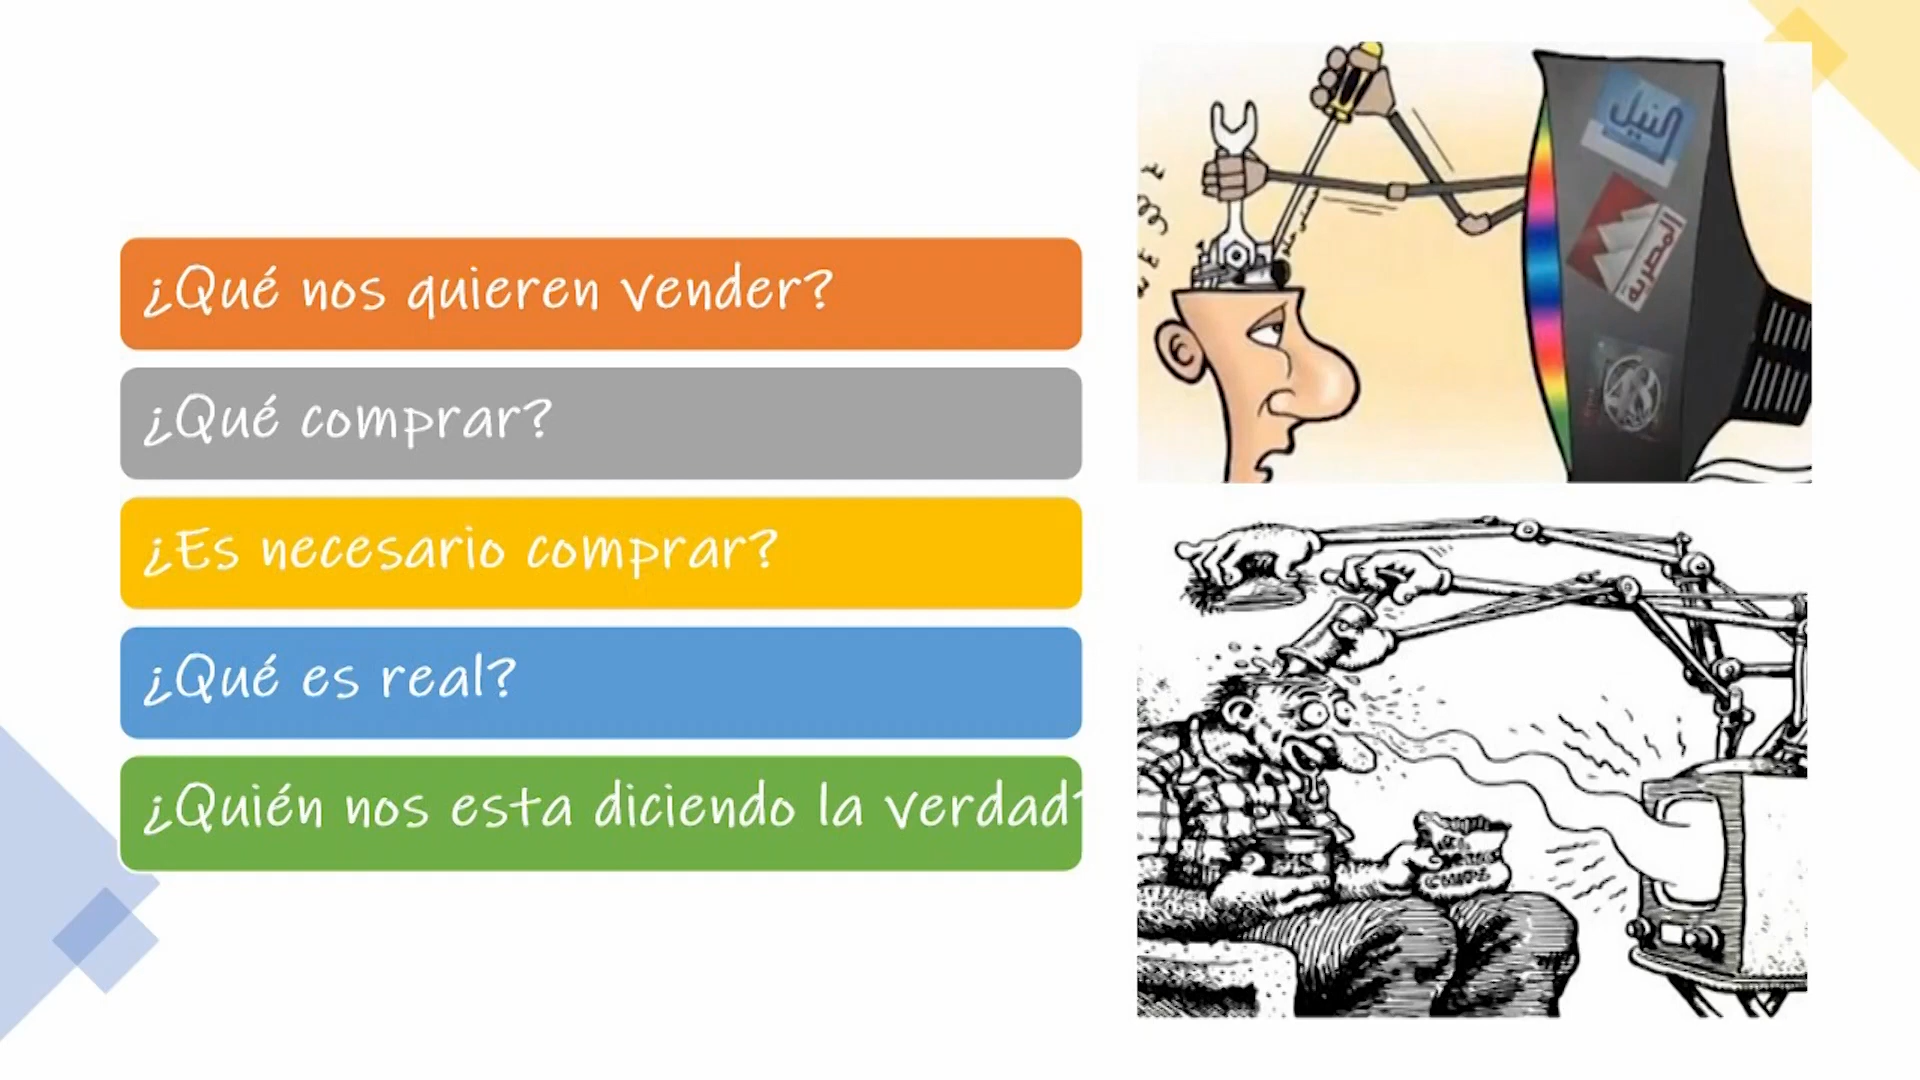 ¿Qué nos quieren vender?
¿Qué comprar?
¿Es necesario comprar?
¿Qué es real?
¿Quién nos esta diciendo la verdad?
النيل
المصرية
CHIPS